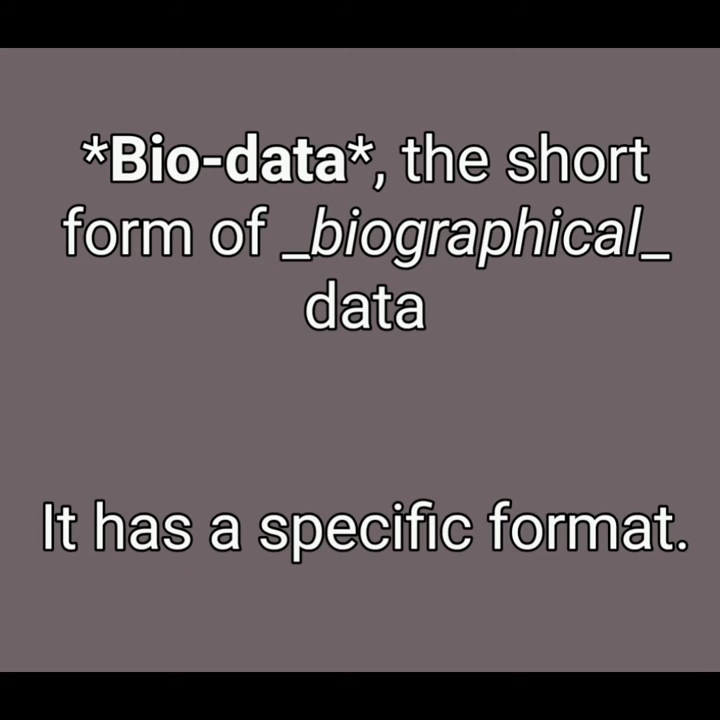 *Bio-data*, the short
form of _biographical_
data
It has a specific format.